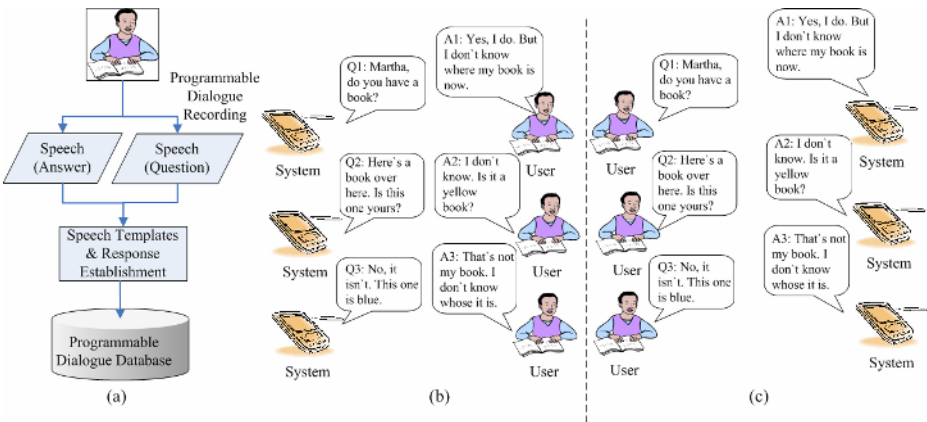 Programmable
Dialogue
Recording
Speech
(Answer)
Speech
(Question)
Speech Templates
& Response
Establishment
Programmable
Dialogue Database
(a)
Q1: Martha,
do you have a
book?
A1: Yes, I do. But
I don`t know
where my book is
now.
System
User
Q2: Here`s a
book over
here. Is this
one yours?
A2: I don`t
know. Is it a
yellow
book?
System
User
Q3: No, it
isn`t. This one
is blue.
A3: That`s not
my book. I
don`t know
whose it is.
System
User
(b)
Q1: Martha,
do you have a
book?
A1: Yes, I do. But
I don`t know
where my book is
now.
User
System
Q2: Here`s a
book over
here. Is this
one yours?
A2: I don`t
know. Is it a
yellow
book?
User
System
Q3: No, it
isn`t. This one
is blue.
A3: That`s not
my book. I
don`t know
whose it is.
User
System
(c)